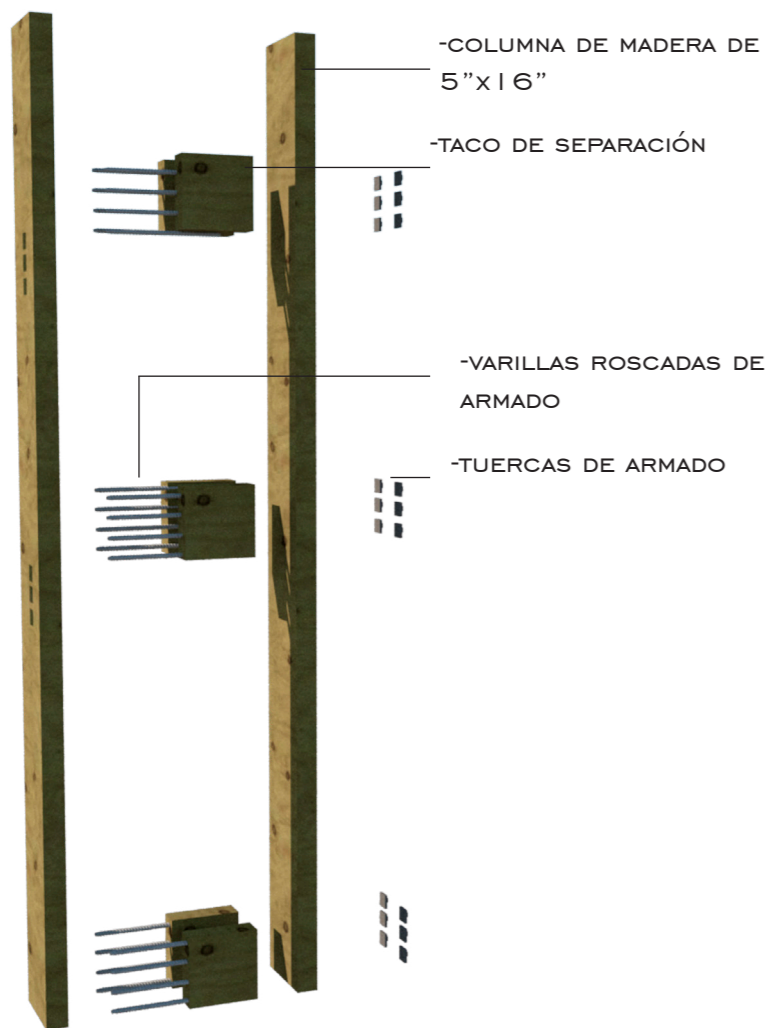 -COLUMNA DE MADERA DE
5”x16”
-TACO DE SEPARACIÓN
-VARILLAS ROSCADAS DE
ARMADO
-TUERCAS DE ARMADO